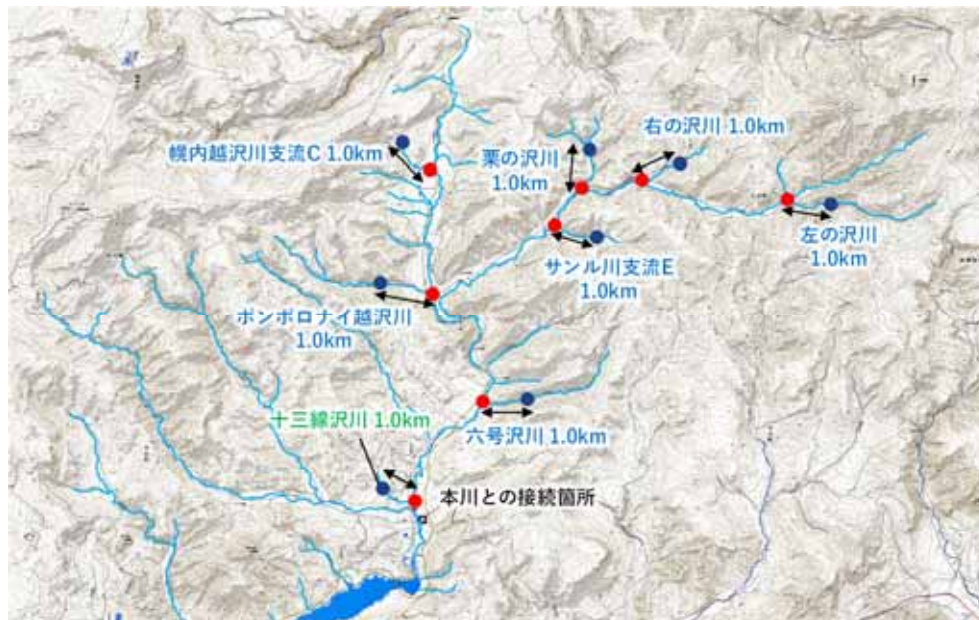 右の沢川 1.0km
幌内越沢川支流C 1.0km
栗の沢川
1.0km
左の沢川
1.0km
サンル川支流E
1.0km
ポンポロナイ越沢川
1.0km
十三線沢川 1.0km
六号沢川 1.0km
本川との接続箇所